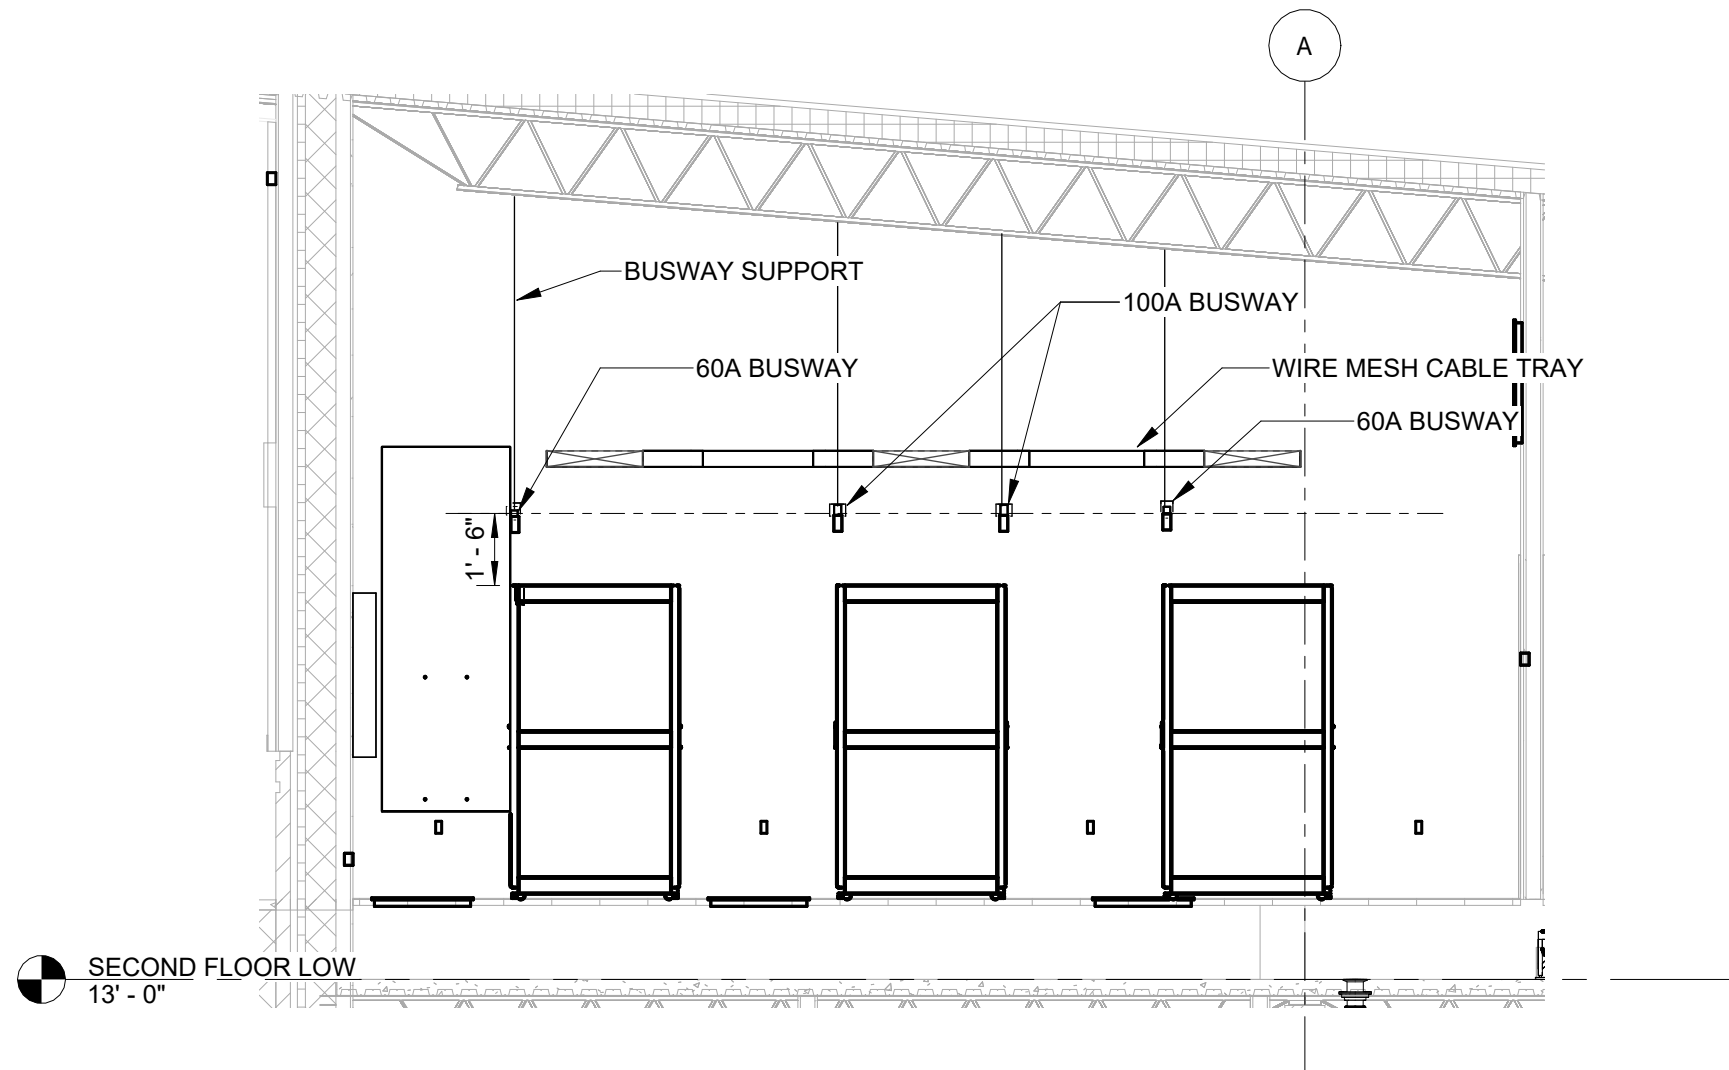 A
BUSWAY SUPPORT
100A BUSWAY
60A BUSWAY
WIRE MESH CABLE TRAY
60A BUSWAY
1' - 6"
SECOND FLOOR LOW
13' - 0"